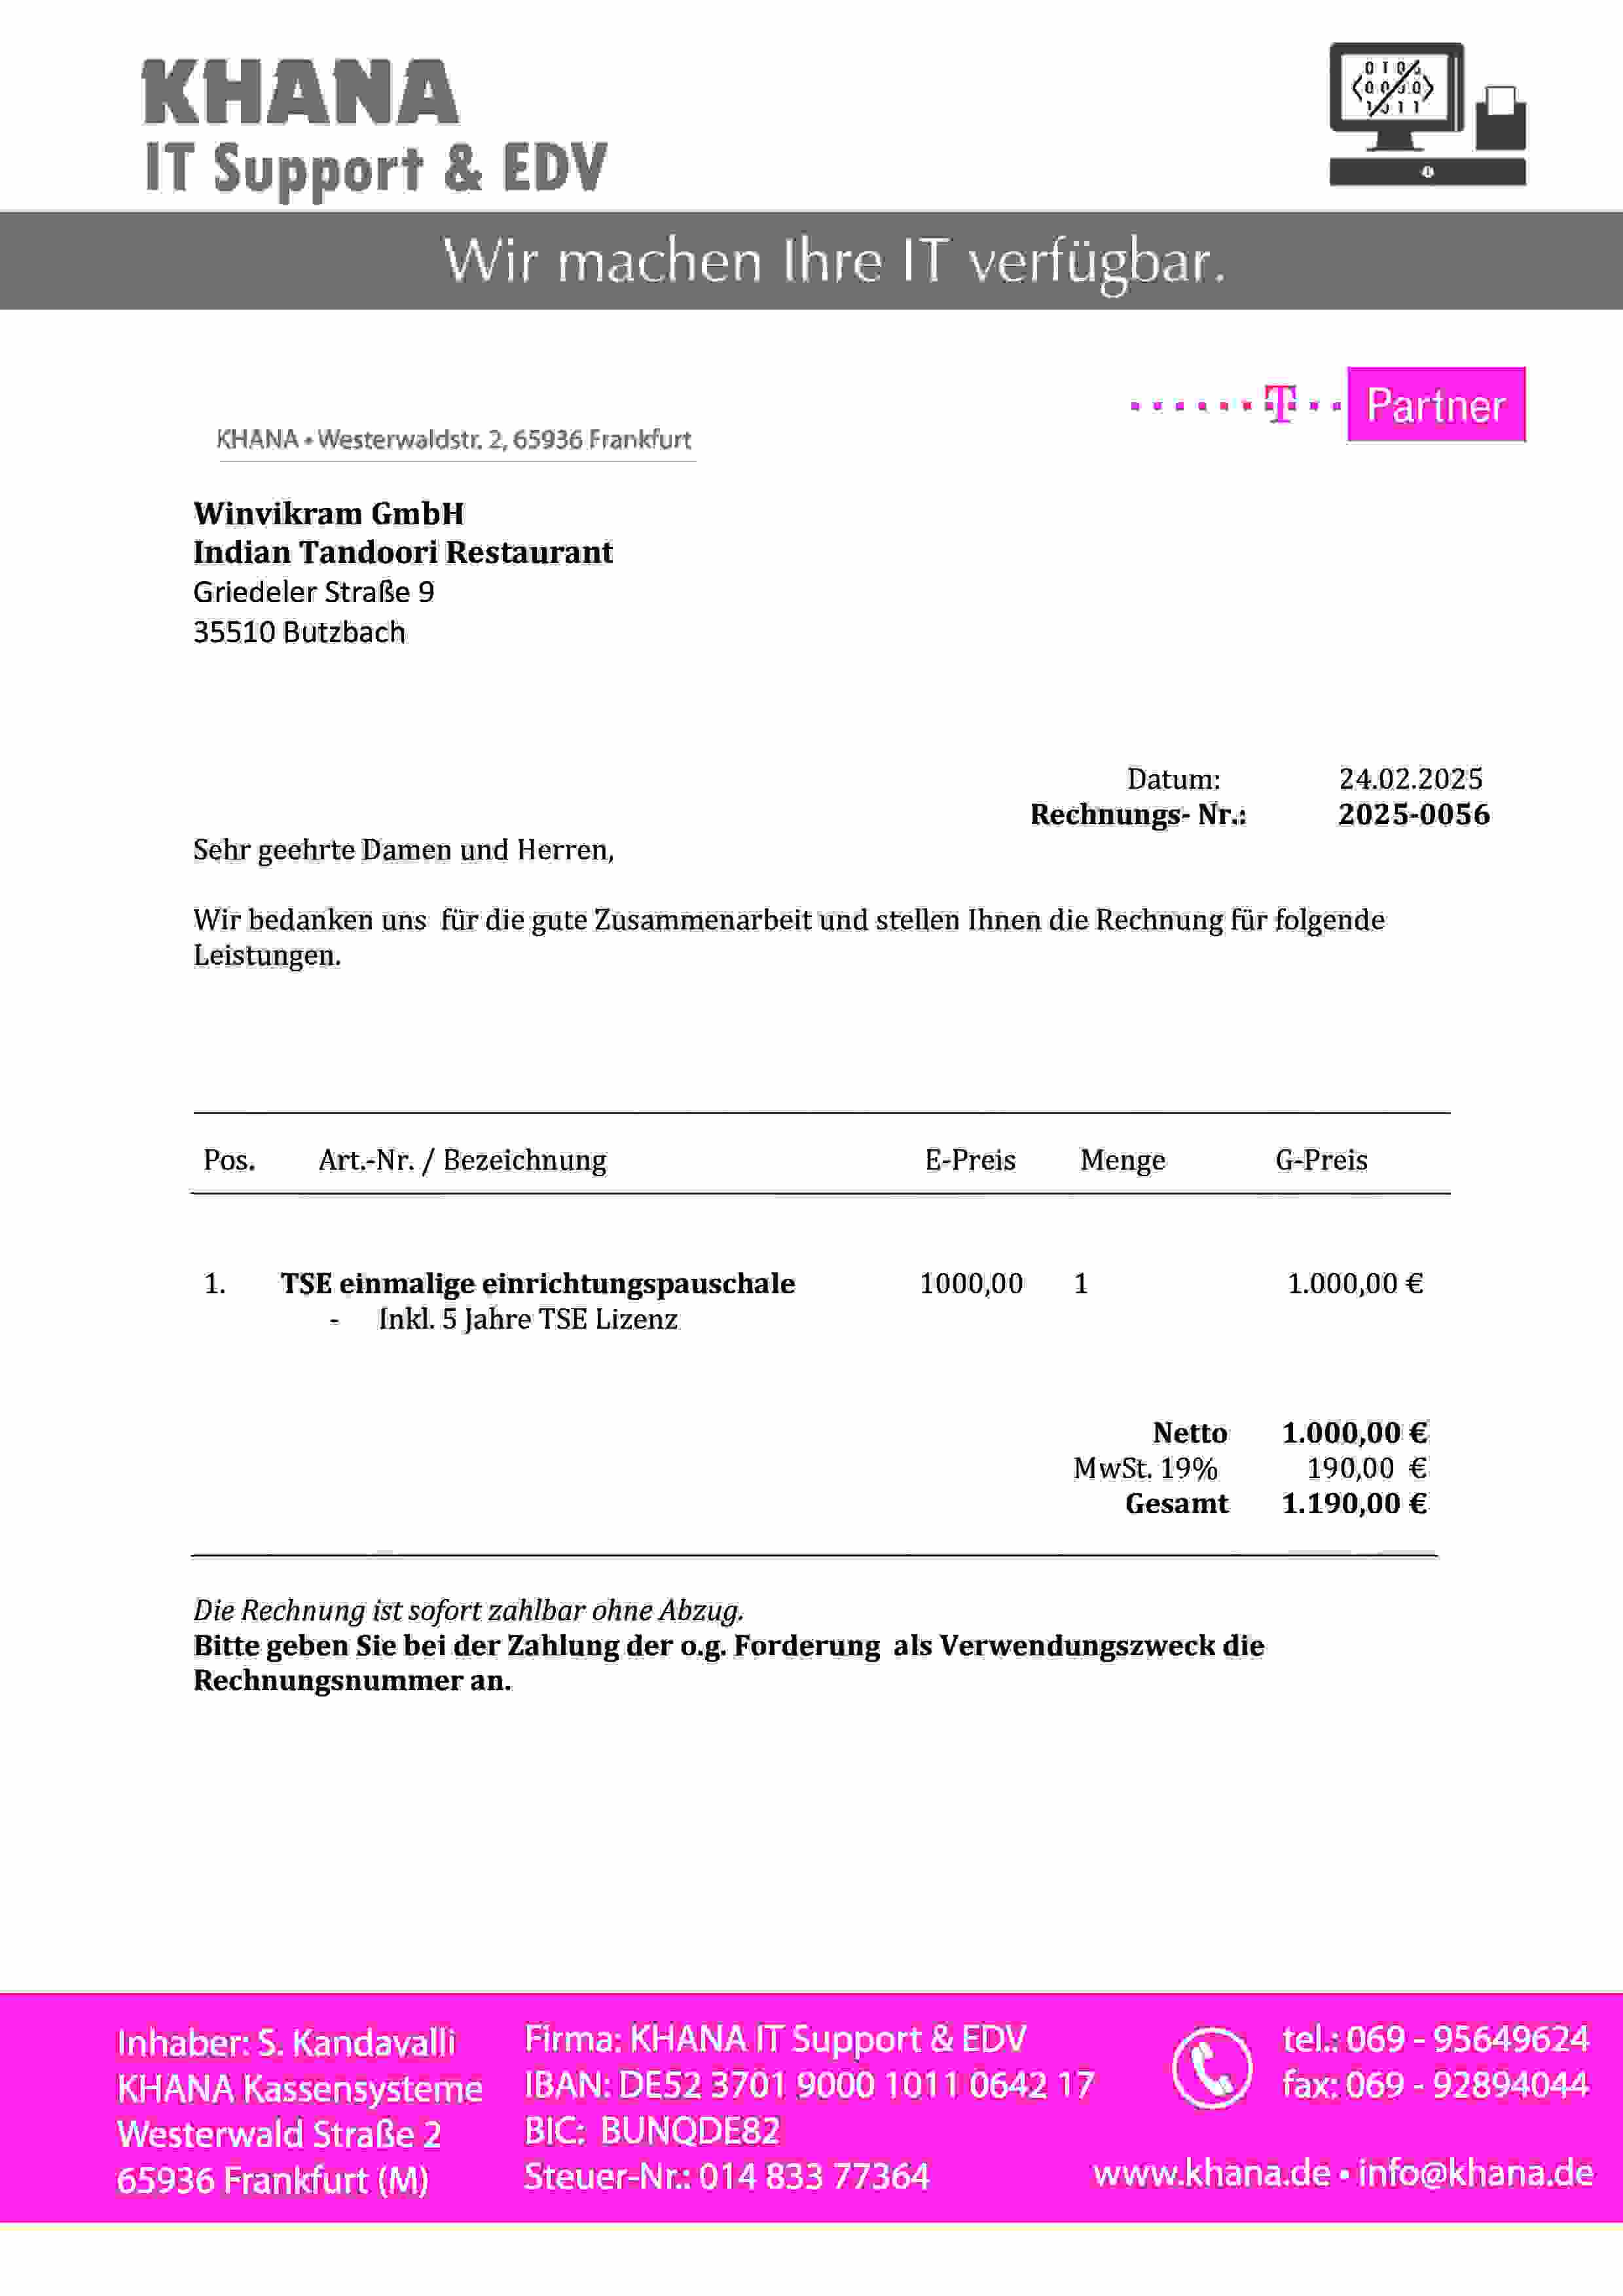 KHANA
IT Support & EDV
Wir machen Ihre IT verfügbar.
T Partner
KHANA • Westerwaldstr. 2, 65936 Frankfurt
Winvikram GmbH
Indian Tandoori Restaurant
Griedeler Straße 9
35510 Butzbach
Datum: 24.02.2025
Rechnungs- Nr.: 2025-0056
Sehr geehrte Damen und Herren,
Wir bedanken uns für die gute Zusammenarbeit und stellen Ihnen die Rechnung für folgende
Leistungen.
Pos. Art.-Nr. / Bezeichnung E-Preis Menge G-Preis
1. TSE einmalige einrichtungspauschale 1000,00 1 1.000,00 €
- Inkl. 5 Jahre TSE Lizenz
Netto 1.000,00 €
MwSt. 19% 190,00 €
Gesamt 1.190,00 €
Die Rechnung ist sofort zahlbar ohne Abzug.
Bitte geben Sie bei der Zahlung der o.g. Forderung als Verwendungszweck die
Rechnungsnummer an.
Inhaber: S. Kandavalli
KHANA Kassensysteme
Westerwald Straße 2
65936 Frankfurt (M)
Firma: KHANA IT Support & EDV
IBAN: DE52 3701 9000 1011 0642 17
BIC: BUNQDE82
Steuer-Nr.: 014 833 77364
tel.: 069 - 95649624
fax: 069 - 92894044
www.khana.de • info@khana.de